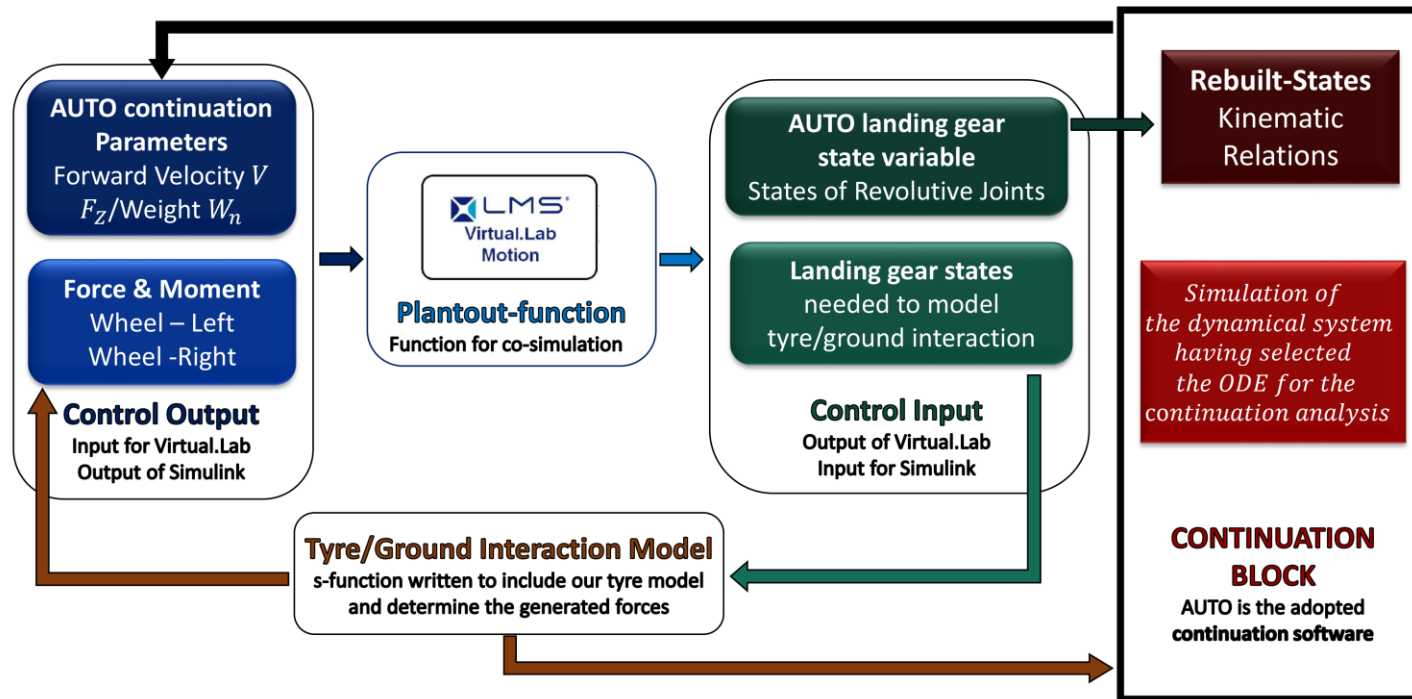 AUTO continuation
Parameters
Forward Velocity V
F_Z/Weight W_n
Force & Moment
Wheel – Left
Wheel -Right
Control Output
Input for Virtual.Lab
Output of Simulink
LMS®
Virtual.Lab
Motion
Plantout-function
Function for co-simulation
AUTO landing gear
state variable
States of Revolutive Joints
Landing gear states
needed to model
tyre/ground interaction
Control Input
Output of Virtual.Lab
Input for Simulink
Tyre/Ground Interaction Model
s-function written to include our tyre model
and determine the generated forces
Rebuilt-States
Kinematic
Relations
Simulation of
the dynamical system
having selected
the ODE for the
continuation analysis
CONTINUATION
BLOCK
AUTO is the adopted
continuation software